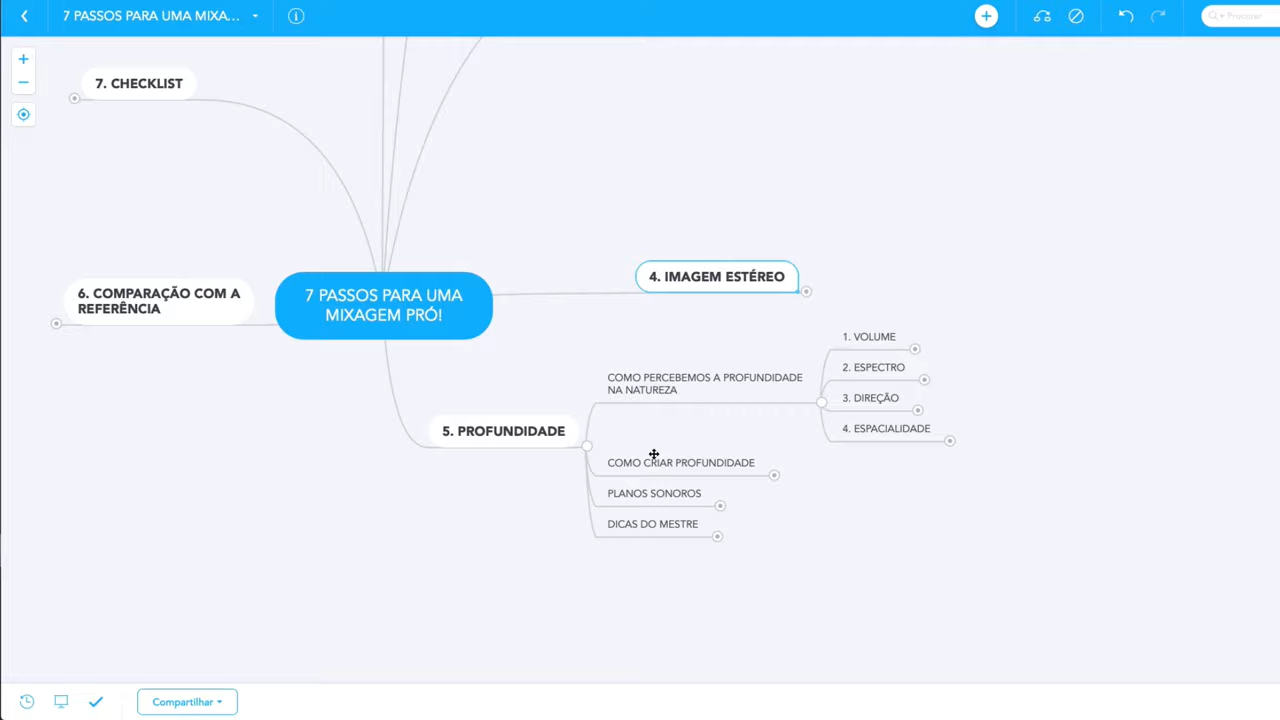 7 PASSOS PARA UMA MIXA...
Procurar
7. CHECKLIST
4. IMAGEM ESTÉREO
6. COMPARAÇÃO COM A
REFERÊNCIA
7 PASSOS PARA UMA
MIXAGEM PRÓ!
1. VOLUME
2. ESPECTRO
3. DIREÇÃO
4. ESPACIALIDADE
COMO PERCEBEMOS A PROFUNDIDADE
NA NATUREZA
5. PROFUNDIDADE
COMO CRIAR PROFUNDIDADE
PLANOS SONOROS
DICAS DO MESTRE
Compartilhar